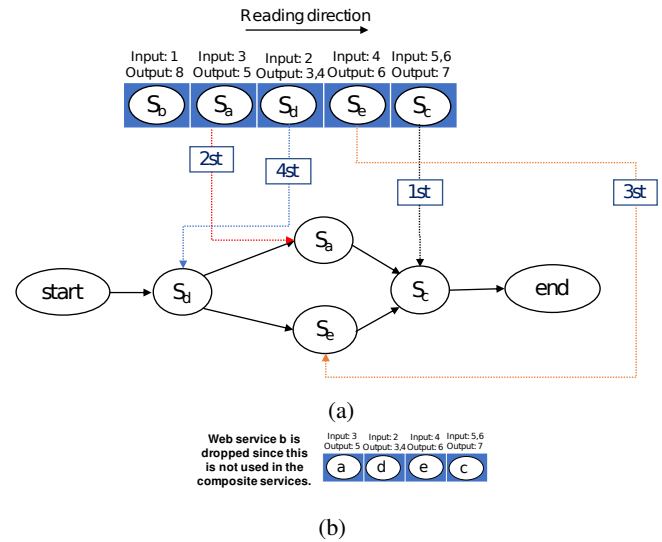 Reading direction
Input: 1 Input: 3 Input: 2 Input: 4 Input: 5,6
Output: 8 Output: 5 Output: 3,4 Output: 6 Output: 7
Sb Sa Sd Se Sc
2st 4st 1st 3st
Sa
start Sd Sc end
Se
(a)
Web service b is
dropped since this
is not used in the
composite services.
Input: 3 Input: 2 Input: 4 Input: 5,6
Output: 5 Output: 3,4 Output: 6 Output: 7
a d e c
(b)